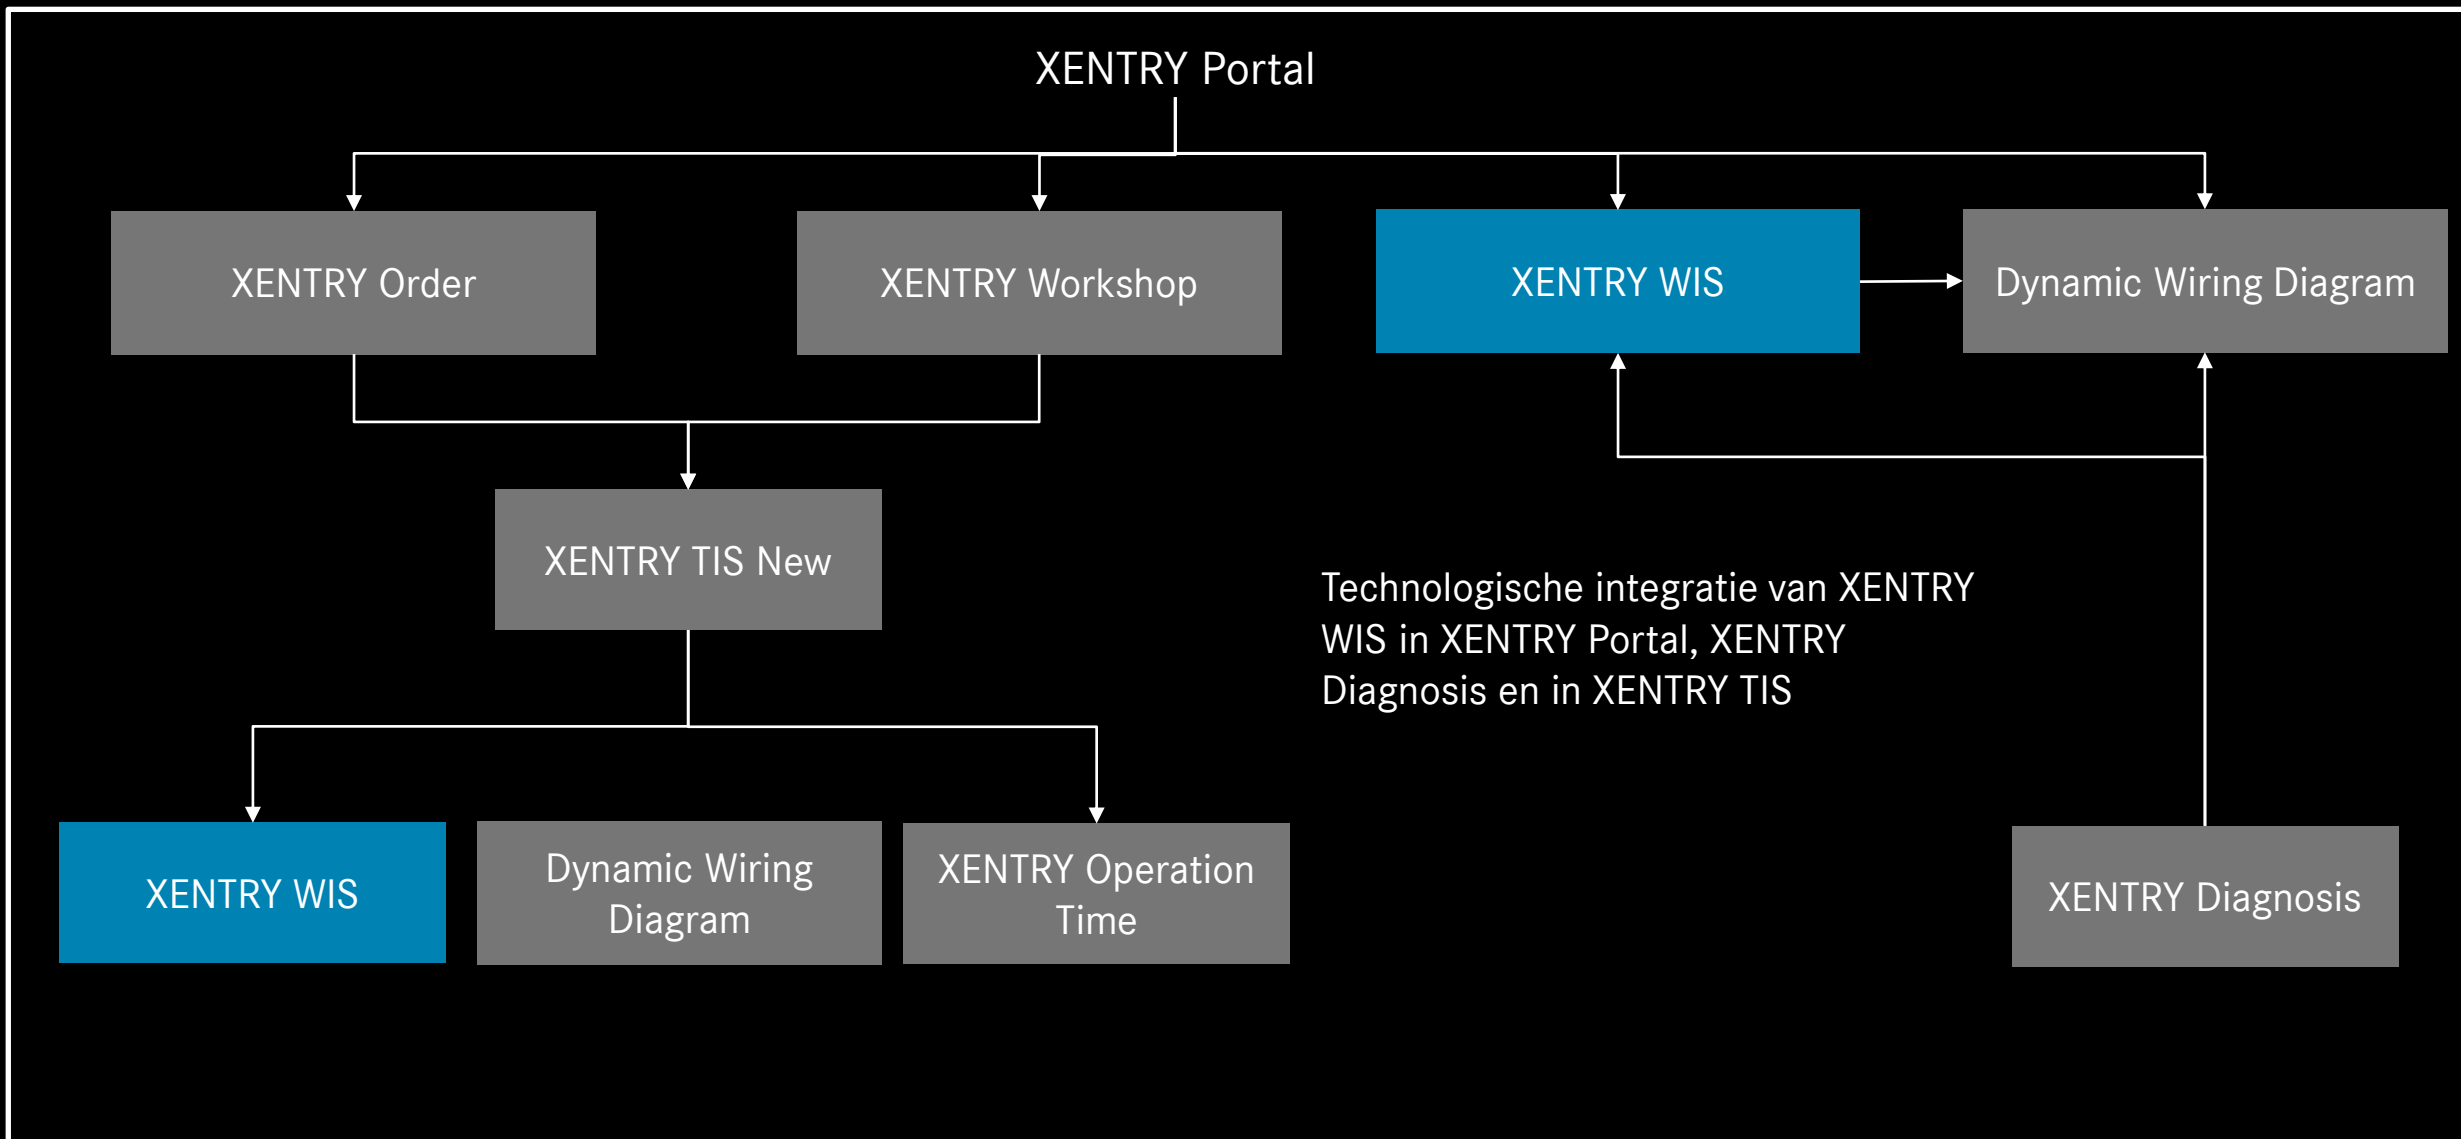 XENTRY Portal
XENTRY Order
XENTRY Workshop
XENTRY WIS
Dynamic Wiring Diagram
XENTRY TIS New
Technologische integratie van XENTRY
WIS in XENTRY Portal, XENTRY
Diagnosis en in XENTRY TIS
XENTRY WIS
Dynamic Wiring
Diagram
XENTRY Operation
Time
XENTRY Diagnosis